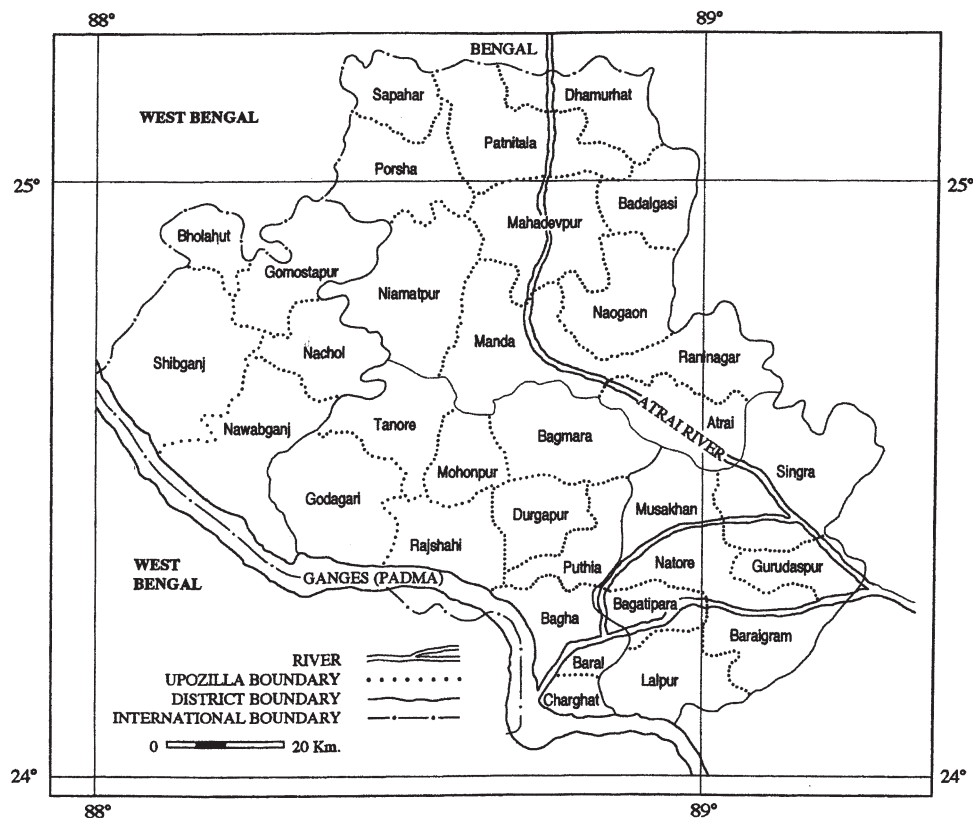 88° 89°
BENGAL
Sapahar
Dhamurhat
WEST BENGAL
Patnitala
Porsha
25° 25°
Badalgasi
Mahadevpur
Bholahut
Gomostapur
Niamatpur
Naogaon
Manda
Nachol
Raninagar
Shibganj
ATRAI RIVER
Atrai
Tanore
Nawabganj
Bagmara
Mohonpur
Singra
Godagari
Musakhan
Durgapur
Rajshahi
Natore
WEST
BENGAL
Puthia
Gurudaspur
GANGES (PADMA)
Bagatipara
Bagha
Baraigram
RIVER
Baral
UPOZILLA BOUNDARY
Lalpur
DISTRICT BOUNDARY
Charghat
INTERNATIONAL BOUNDARY
0 20 Km.
24° 24°
88° 89°